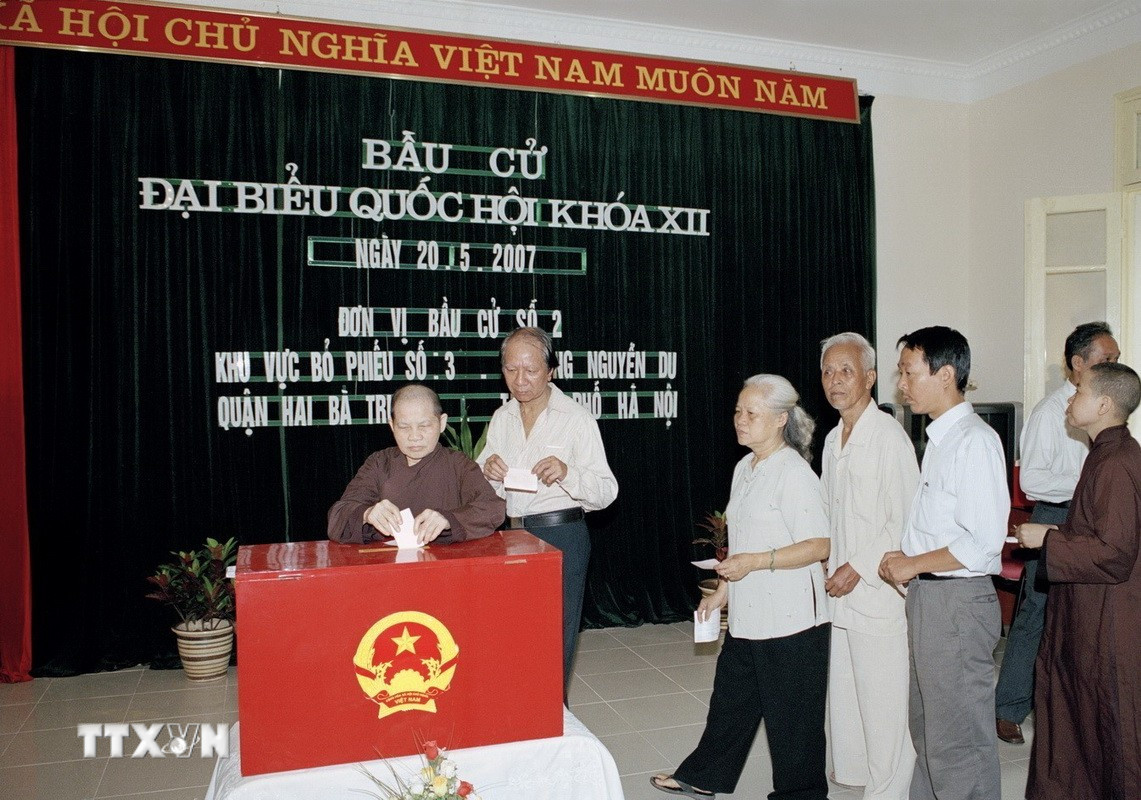 XÃ HỘI CHỦ NGHĨA VIỆT NAM MUÔN NĂM
BẦU CỬ
ĐẠI BIỂU QUỐC HỘI KHÓA XII
NGÀY 20.5.2007
ĐƠN VỊ BẦU CỬ SỐ 2
KHU VỰC BỎ PHIẾU SỐ: 3 NGUYỄN DU
QUẬN HAI BÀ PHỐ HÀ NỘI
VIỆT NAM
TTXVN